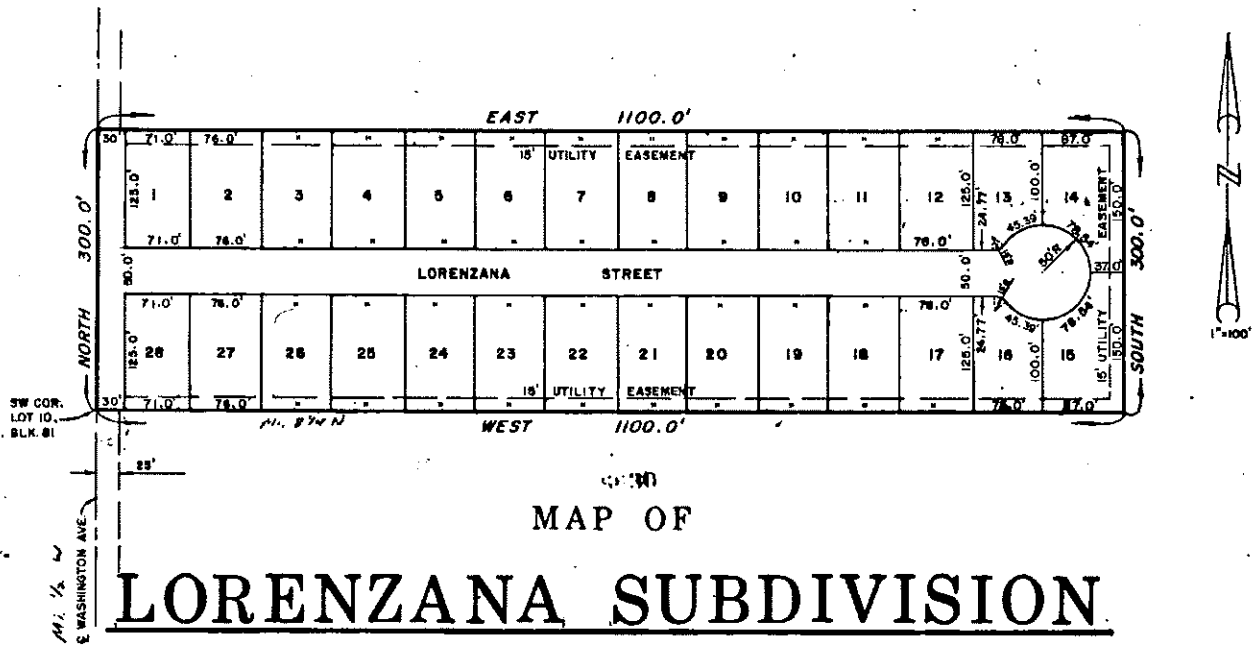 EAST 1100.0'
30' 71.0' 76.0' " " " " " " " " " 76.0' 87.0'
15' UTILITY EASEMENT
125.0' 1 2 3 4 5 6 7 8 9 10 11 12 125.0' 24.77' 13 100.0' 14 EASEMENT 150.0'
NORTH 300.0'
SOUTH 300.0'
71.0' 76.0' " " " " " " " " 76.0' 45.39' 78.54'
50.0' LORENZANA STREET 50.0' 50'R 37.0'
71.0' 76.0' " " " " " " " " 76.0' 45.39' 78.54'
125.0' 28 27 26 25 24 23 22 21 20 19 18 17 125.0' 24.77' 16 100.0' 15 15' UTILITY 150.0'
15' UTILITY EASEMENT
30' 71.0' 76.0' " " " " " " " " " " 76.0' 87.0'
WEST 1100.0'
N
1"=100'
SW COR.
LOT 10,
BLK. 81
25'
℄ WASHINGTON AVE.
Mi. ½ W
MAP OF
LORENZANA SUBDIVISION